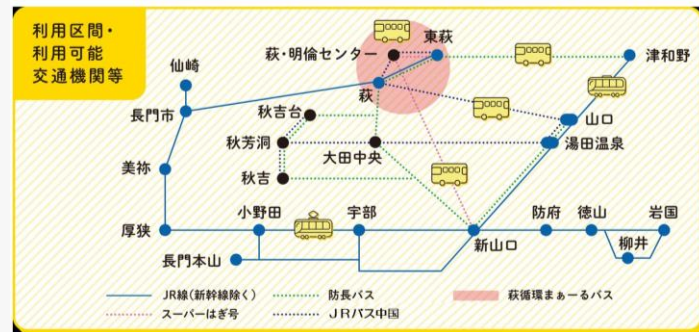 利用区間・
利用可能
交通機関等
東萩
萩・明倫センター
津和野
仙崎
萩
長門市
秋吉台
山口
秋芳洞
大田中央
湯田温泉
美祢
秋吉
厚狭
小野田
宇部
新山口
防府
徳山
岩国
柳井
長門本山
JR線(新幹線除く)
防長バス
萩循環まぁーるバス
スーパーはぎ号
JRバス中国